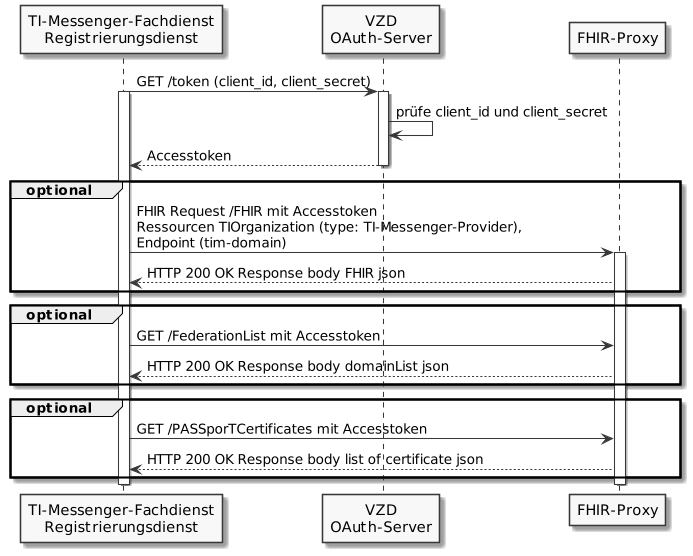 TI-Messenger-Fachdienst
Registrierungsdienst
VZD
OAuth-Server
FHIR-Proxy
GET /token (client_id, client_secret)
prüfe client_id und client_secret
Accesstoken
optional
FHIR Request /FHIR mit Accesstoken
Ressourcen TIOrganization (type: TI-Messenger-Provider),
Endpoint (tim-domain)
HTTP 200 OK Response body FHIR json
optional
GET /FederationList mit Accesstoken
HTTP 200 OK Response body domainList json
optional
GET /PASSporTCertificates mit Accesstoken
HTTP 200 OK Response body list of certificate json
TI-Messenger-Fachdienst
Registrierungsdienst
VZD
OAuth-Server
FHIR-Proxy